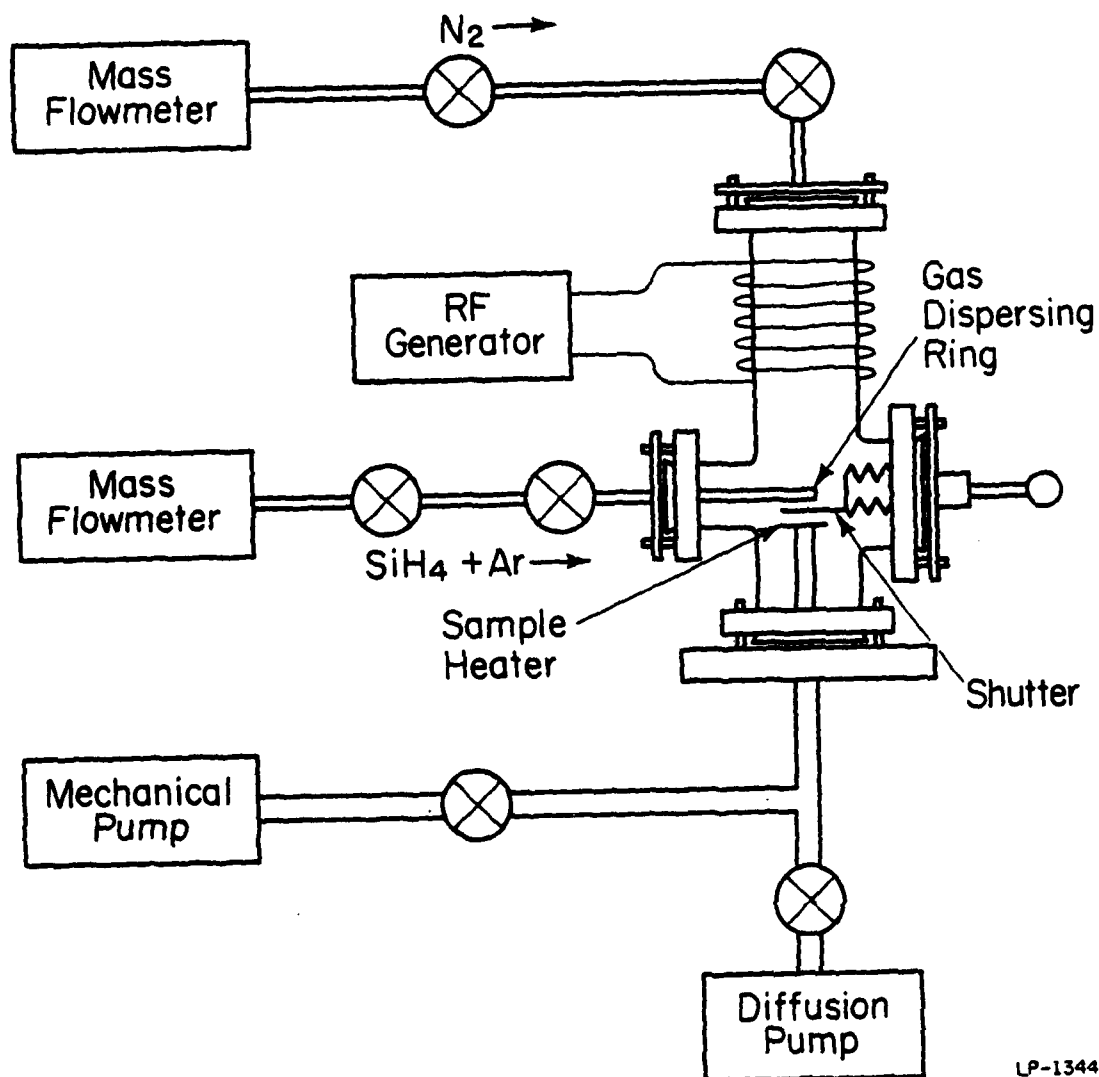 N₂ →
Mass
Flowmeter
RF
Generator
Gas
Dispersing
Ring
Mass
Flowmeter
SiH₄ + Ar →
Sample
Heater
Shutter
Mechanical
Pump
Diffusion
Pump
LP-1344